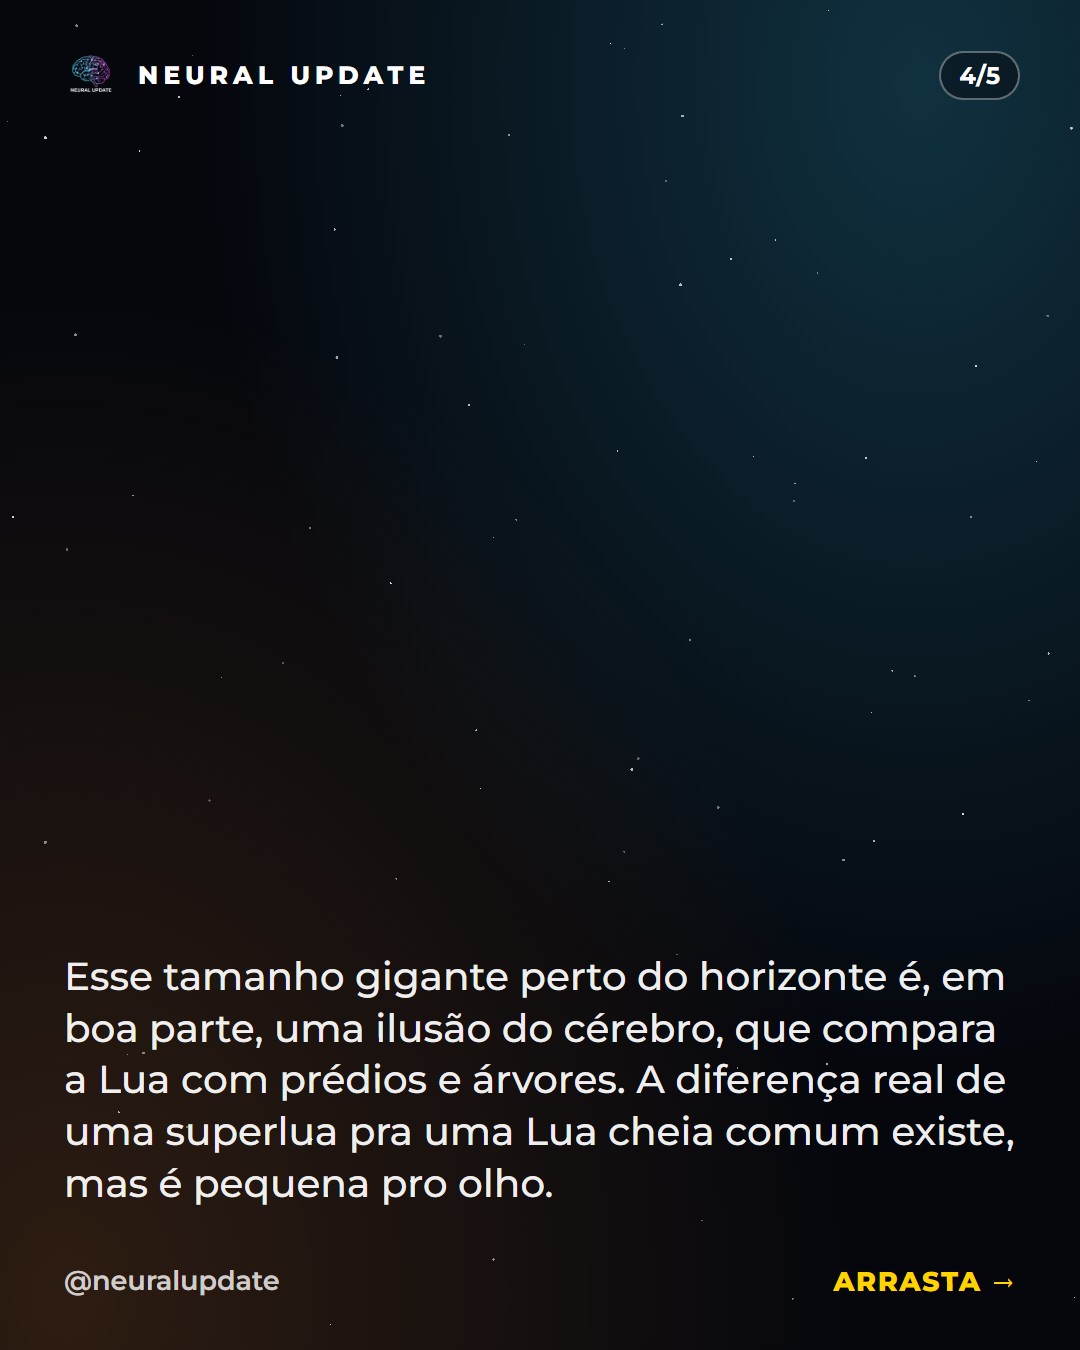 NEURAL UPDATE
NEURAL UPDATE
4/5
Esse tamanho gigante perto do horizonte é, em
boa parte, uma ilusão do cérebro, que compara
a Lua com prédios e árvores. A diferença real de
uma superlua pra uma Lua cheia comum existe,
mas é pequena pro olho.
@neuralupdate
ARRASTA →